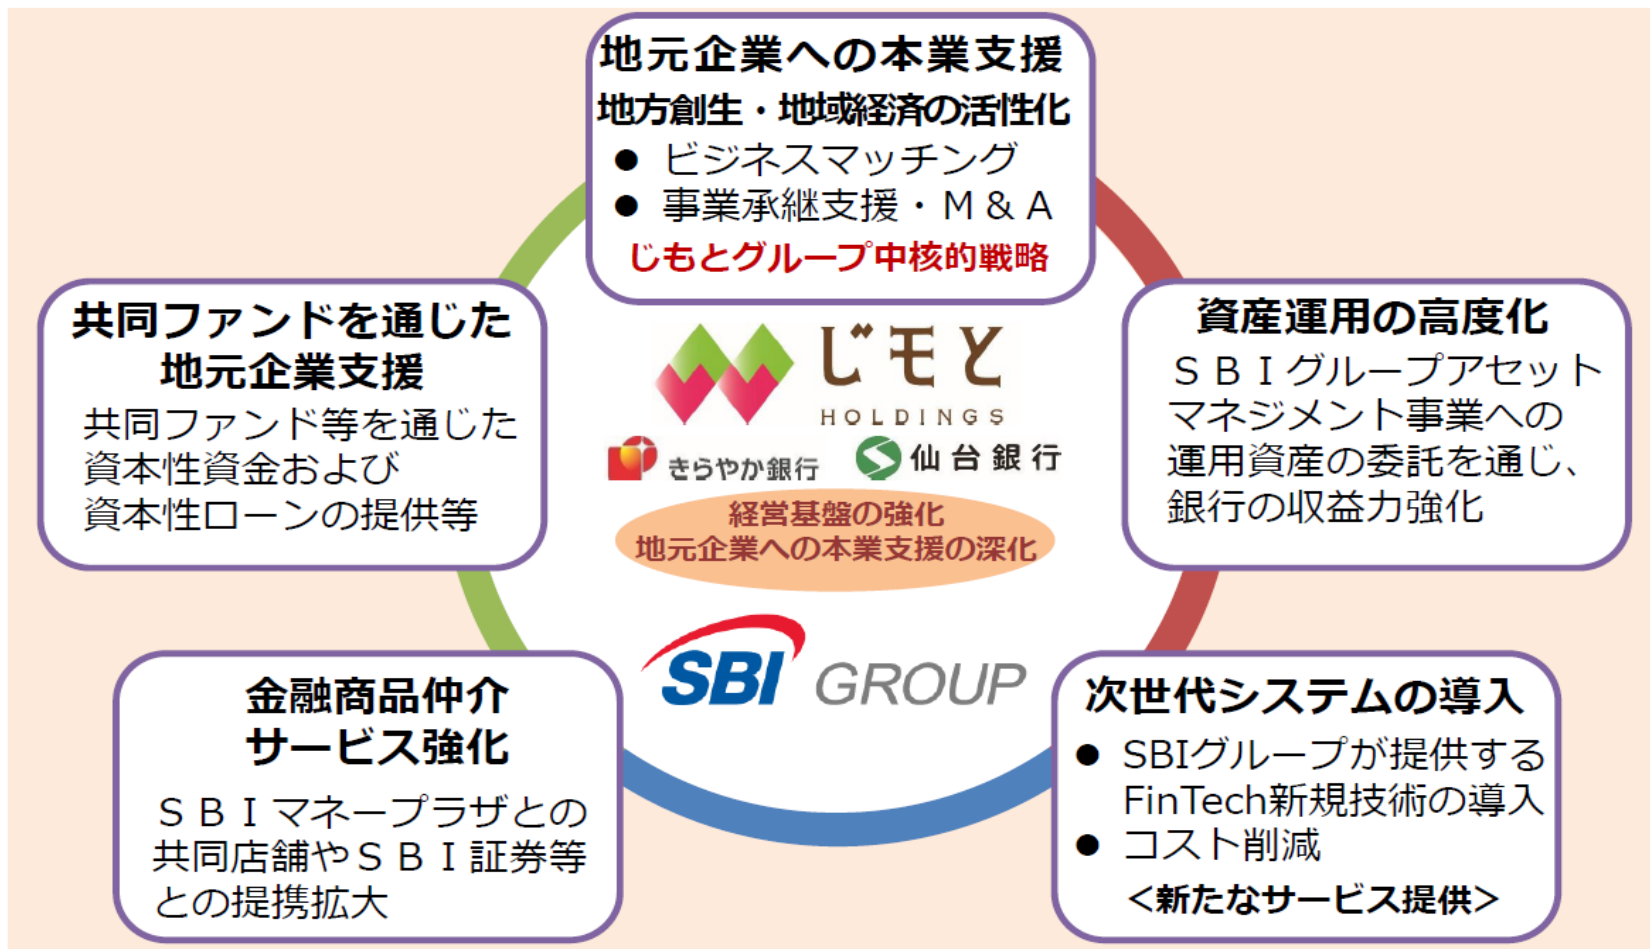 地元企業への本業支援
地方創生・地域経済の活性化
● ビジネスマッチング
● 事業承継支援・Ｍ＆Ａ
じもとグループ中核的戦略
共同ファンドを通じた
地元企業支援
共同ファンド等を通じた
資本性資金および
資本性ローンの提供等
じモと
HOLDINGS
きらやか銀行
仙台銀行
経営基盤の強化
地元企業への本業支援の深化
SBI GROUP
資産運用の高度化
ＳＢＩグループアセット
マネジメント事業への
運用資産の委託を通じ、
銀行の収益力強化
金融商品仲介
サービス強化
ＳＢＩマネープラザとの
共同店舗やＳＢＩ証券等
との提携拡大
次世代システムの導入
● SBIグループが提供する
FinTech新規技術の導入
● コスト削減
＜新たなサービス提供＞